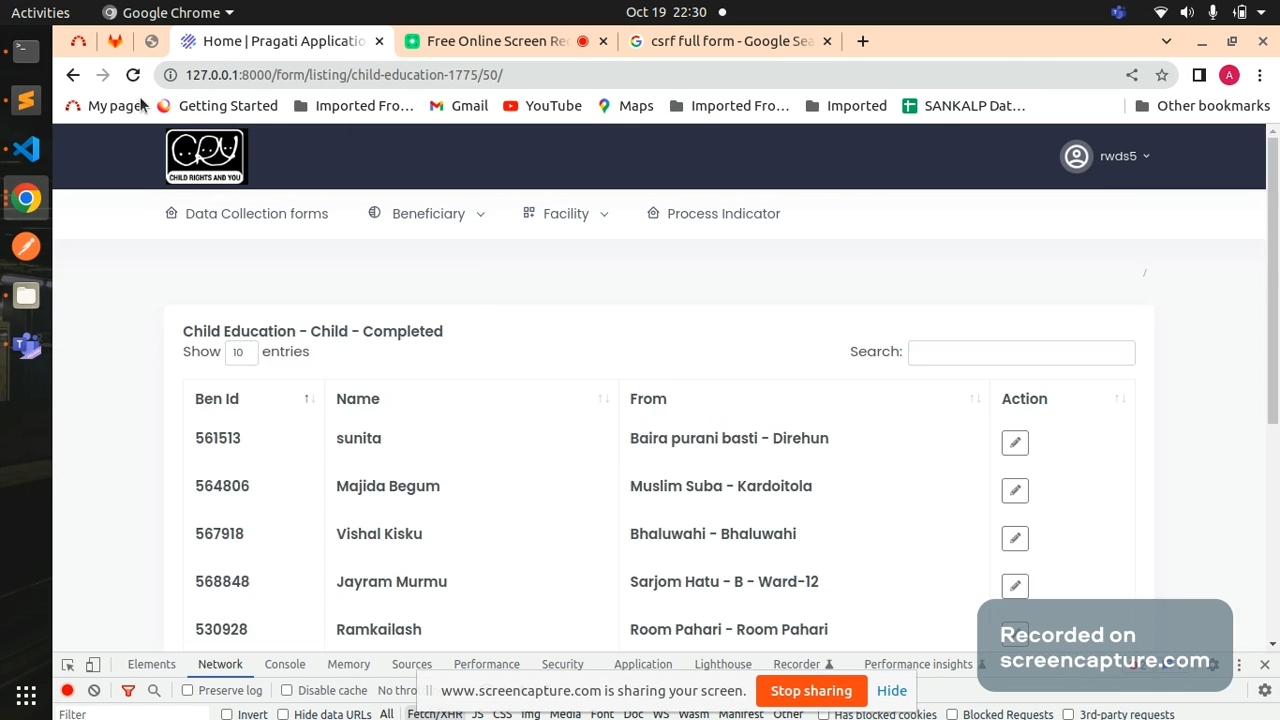 Activities Google Chrome Oct 19 22:30
Home | Pragati Applicatio Free Online Screen Rec csrf full form - Google Sea
127.0.0.1:8000/form/listing/child-education-1775/50/ A
My page Getting Started Imported Fro... Gmail YouTube Maps Imported Fro... Imported SANKALP Dat... Other bookmarks
CRY
CHILD RIGHTS AND YOU
rwds5
Data Collection forms Beneficiary Facility Process Indicator
/
Child Education - Child - Completed
Show 10 entries Search:
Ben Id Name From Action
561513 sunita Baira purani basti - Direhun
564806 Majida Begum Muslim Suba - Kardoitola
567918 Vishal Kisku Bhaluwahi - Bhaluwahi
568848 Jayram Murmu Sarjom Hatu - B - Ward-12
530928 Ramkailash Room Pahari - Room Pahari
Recorded on
screencapture.com
Elements Network Console Memory Sources Performance Security Application Lighthouse Recorder Performance insights
Preserve log Disable cache No thro www.screencapture.com is sharing your screen. Stop sharing Hide
Filter Invert Hide data URLs All Fetch/XHR JS CSS Img Media Font Doc WS Wasm Manifest Other Has blocked cookies Blocked Requests 3rd-party requests